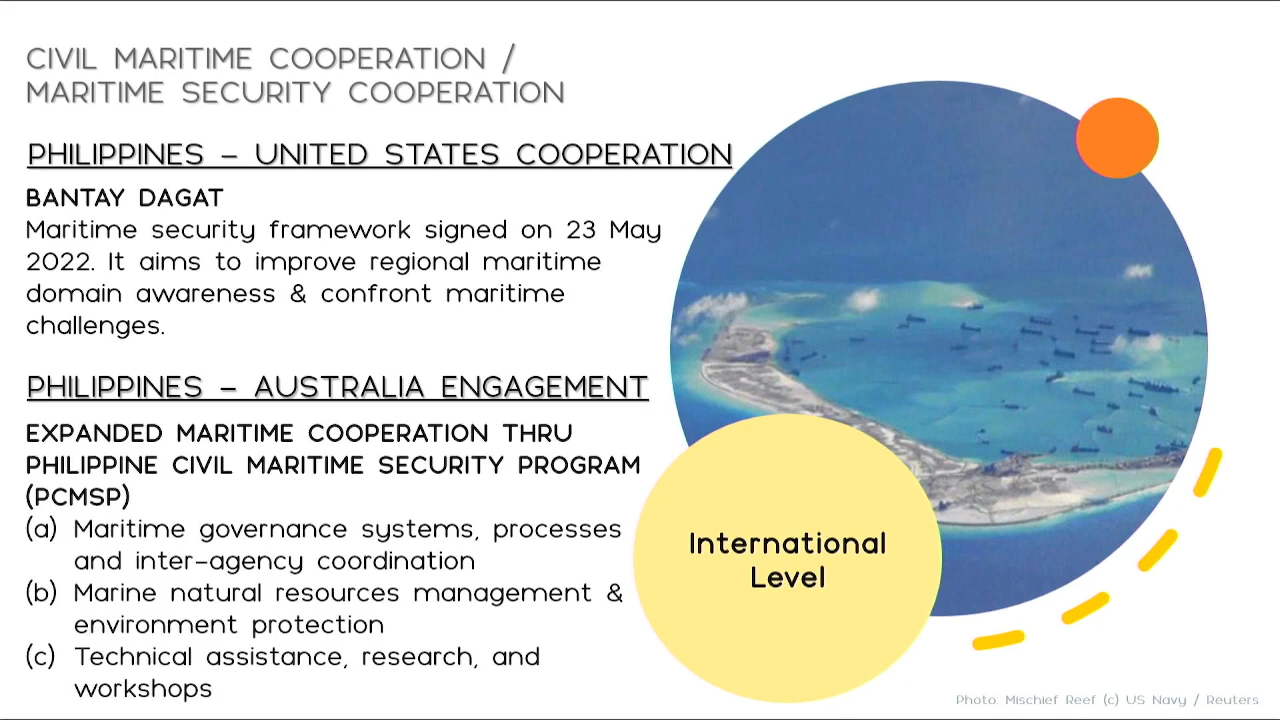 CIVIL MARITIME COOPERATION /
MARITIME SECURITY COOPERATION
PHILIPPINES – UNITED STATES COOPERATION
BANTAY DAGAT
Maritime security framework signed on 23 May
2022. It aims to improve regional maritime
domain awareness & confront maritime
challenges.
PHILIPPINES – AUSTRALIA ENGAGEMENT
EXPANDED MARITIME COOPERATION THRU
PHILIPPINE CIVIL MARITIME SECURITY PROGRAM
(PCMSP)
(a) Maritime governance systems, processes
and inter-agency coordination
(b) Marine natural resources management &
environment protection
(c) Technical assistance, research, and
workshops
International
Level
Photo: Mischief Reef (c) US Navy / Reuters